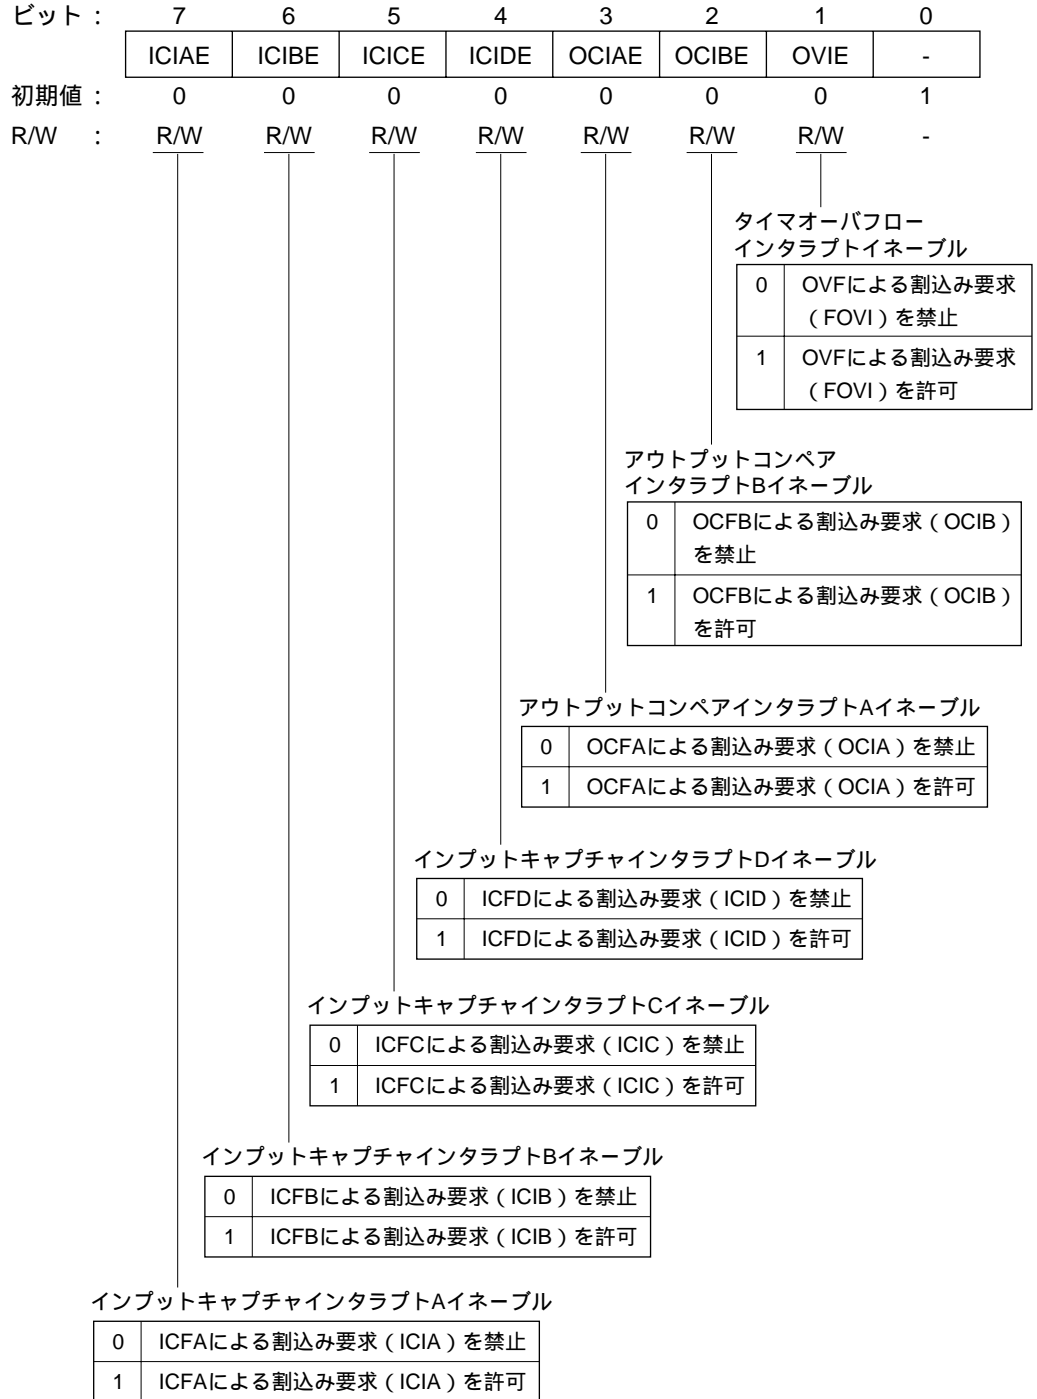 ビット： 7 6 5 4 3 2 1 0
ICIAE ICIBE ICICE ICIDE OCIAE OCIBE OVIE -
初期値： 0 0 0 0 0 0 0 1
R/W ： R/W R/W R/W R/W R/W R/W R/W -
タイマオーバフロー
インタラプトイネーブル
0 OVFによる割込み要求
（FOVI）を禁止
1 OVFによる割込み要求
（FOVI）を許可
アウトプットコンペア
インタラプトBイネーブル
0 OCFBによる割込み要求（OCIB）
を禁止
1 OCFBによる割込み要求（OCIB）
を許可
アウトプットコンペアインタラプトAイネーブル
0 OCFAによる割込み要求（OCIA）を禁止
1 OCFAによる割込み要求（OCIA）を許可
インプットキャプチャインタラプトDイネーブル
0 ICFDによる割込み要求（ICID）を禁止
1 ICFDによる割込み要求（ICID）を許可
インプットキャプチャインタラプトCイネーブル
0 ICFCによる割込み要求（ICIC）を禁止
1 ICFCによる割込み要求（ICIC）を許可
インプットキャプチャインタラプトBイネーブル
0 ICFBによる割込み要求（ICIB）を禁止
1 ICFBによる割込み要求（ICIB）を許可
インプットキャプチャインタラプトAイネーブル
0 ICFAによる割込み要求（ICIA）を禁止
1 ICFAによる割込み要求（ICIA）を許可